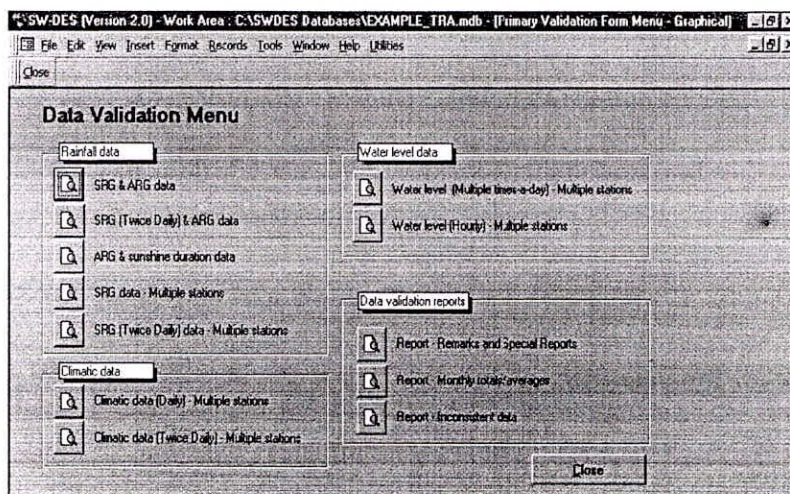 SW-DES (Version 2.0) - Work Area : C:\SWDES Databases\EXAMPLE_TRA.mdb - [Primary Validation Form Menu - Graphical]
File Edit View Insert Format Records Tools Window Help Utilities
Close
Data Validation Menu
Rainfall data
SRG & ARG data
SRG (Twice Daily) & ARG data
ARG & sunshine duration data
SRG data - Multiple stations
SRG (Twice Daily) data - Multiple stations
Climatic data
Climatic data (Daily) - Multiple stations
Climatic data (Twice Daily) - Multiple stations
Water level data
Water level (Multiple times-a-day) - Multiple stations
Water level (Hourly) - Multiple stations
Data validation reports
Report - Remarks and Special Reports
Report - Monthly totals/averages
Report - Inconsistent data
Close